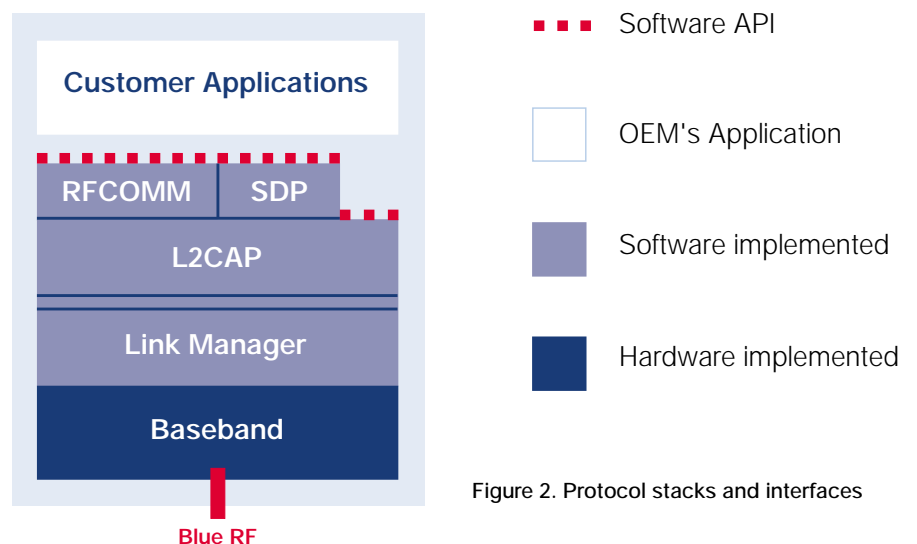 Customer Applications
RFCOMM
SDP
L2CAP
Link Manager
Baseband
Blue RF
Software API
OEM's Application
Software implemented
Hardware implemented
Figure 2. Protocol stacks and interfaces